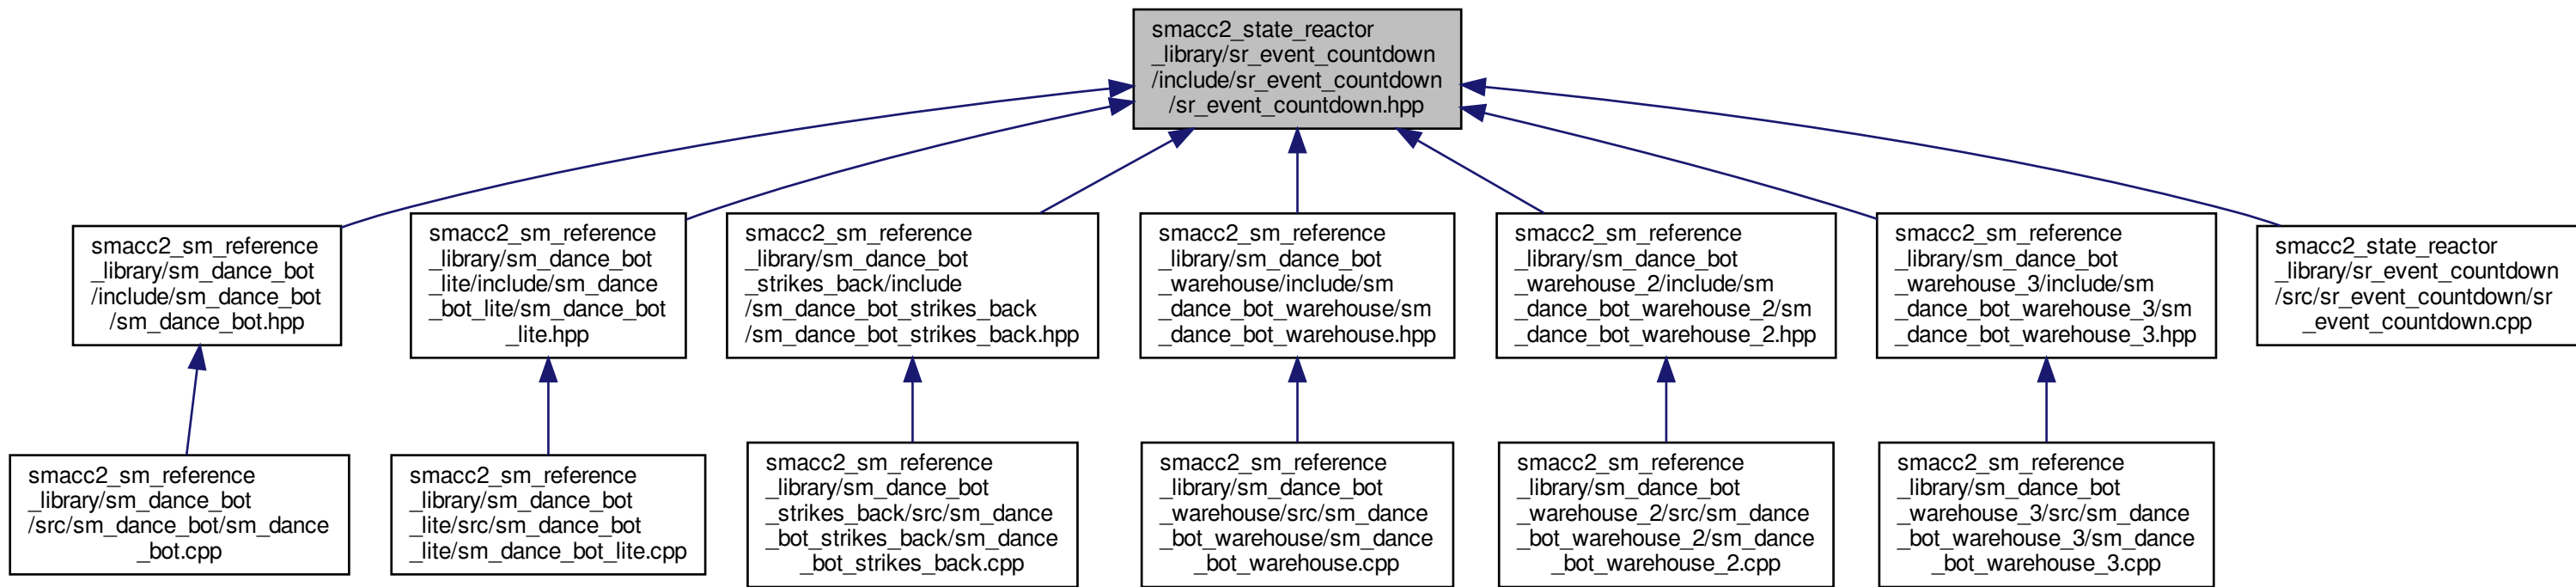 smacc2_state_reactor
_library/sr_event_countdown
/include/sr_event_countdown
/sr_event_countdown.hpp
smacc2_sm_reference
_library/sm_dance_bot
/include/sm_dance_bot
/sm_dance_bot.hpp
smacc2_sm_reference
_library/sm_dance_bot
_lite/include/sm_dance
_bot_lite/sm_dance_bot
_lite.hpp
smacc2_sm_reference
_library/sm_dance_bot
_strikes_back/include
/sm_dance_bot_strikes_back
/sm_dance_bot_strikes_back.hpp
smacc2_sm_reference
_library/sm_dance_bot
_warehouse/include/sm
_dance_bot_warehouse/sm
_dance_bot_warehouse.hpp
smacc2_sm_reference
_library/sm_dance_bot
_warehouse_2/include/sm
_dance_bot_warehouse_2/sm
_dance_bot_warehouse_2.hpp
smacc2_sm_reference
_library/sm_dance_bot
_warehouse_3/include/sm
_dance_bot_warehouse_3/sm
_dance_bot_warehouse_3.hpp
smacc2_state_reactor
_library/sr_event_countdown
/src/sr_event_countdown/sr
_event_countdown.cpp
smacc2_sm_reference
_library/sm_dance_bot
/src/sm_dance_bot/sm_dance
_bot.cpp
smacc2_sm_reference
_library/sm_dance_bot
_lite/src/sm_dance_bot
_lite/sm_dance_bot_lite.cpp
smacc2_sm_reference
_library/sm_dance_bot
_strikes_back/src/sm_dance
_bot_strikes_back/sm_dance
_bot_strikes_back.cpp
smacc2_sm_reference
_library/sm_dance_bot
_warehouse/src/sm_dance
_bot_warehouse/sm_dance
_bot_warehouse.cpp
smacc2_sm_reference
_library/sm_dance_bot
_warehouse_2/src/sm_dance
_bot_warehouse_2/sm_dance
_bot_warehouse_2.cpp
smacc2_sm_reference
_library/sm_dance_bot
_warehouse_3/src/sm_dance
_bot_warehouse_3/sm_dance
_bot_warehouse_3.cpp